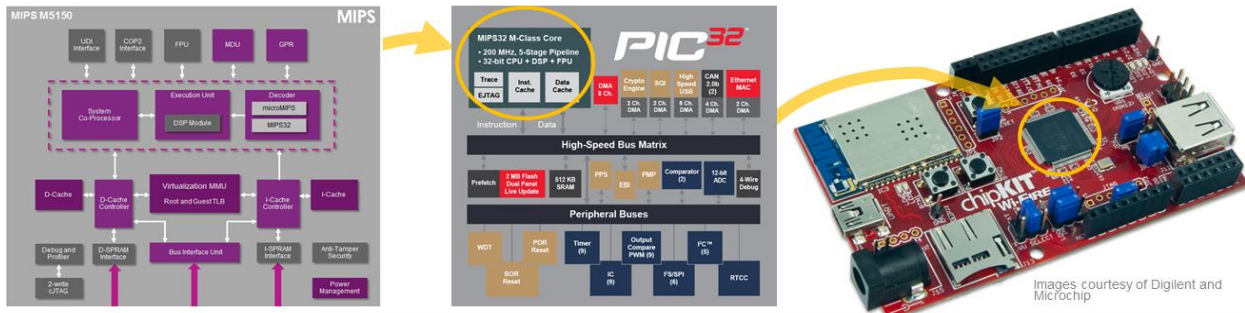 MIPS M5150
MIPS
UDI
Interface
COP2
Interface
FPU
MDU
GPR
System
Co-Processor
Execution Unit
DSP Module
Decoder
microMIPS
MIPS32
D-Cache
D-Cache
Controller
Virtualization MMU
Root and Guest TLB
I-Cache
Controller
I-Cache
Debug and
Profiler
D-SPRAM
Interface
Bus Interface Unit
I-SPRAM
Interface
Anti-Tamper
Security
2-wire
cJTAG
Power
Management
MIPS32 M-Class Core
• 200 MHz, 5-Stage Pipeline
• 32-bit CPU + DSP + FPU
Trace
EJTAG
Inst.
Cache
Data
Cache
PIC32
DMA
8 Ch.
Crypto
Engine
SQI
High
Speed
USB
CAN
2.0b
(2)
Ethernet
MAC
2 Ch.
DMA
2 Ch.
DMA
8 Ch.
DMA
4 Ch.
DMA
2 Ch.
DMA
Instruction
Data
High-Speed Bus Matrix
Prefetch
2 MB Flash
Dual Panel
Live Update
512 KB
SRAM
PPS
EBI
PMP
Comparator
(2)
12-bit
ADC
4-Wire
Debug
Peripheral Buses
WDT
BOR
Reset
POR
Reset
Timer
(9)
IC
(9)
Output
Compare
PWM (9)
I²S/SPI
(6)
I²C™
(5)
RTCC
chipKIT
Wi-FIRE
UART
Images courtesy of Digilent and
Microchip